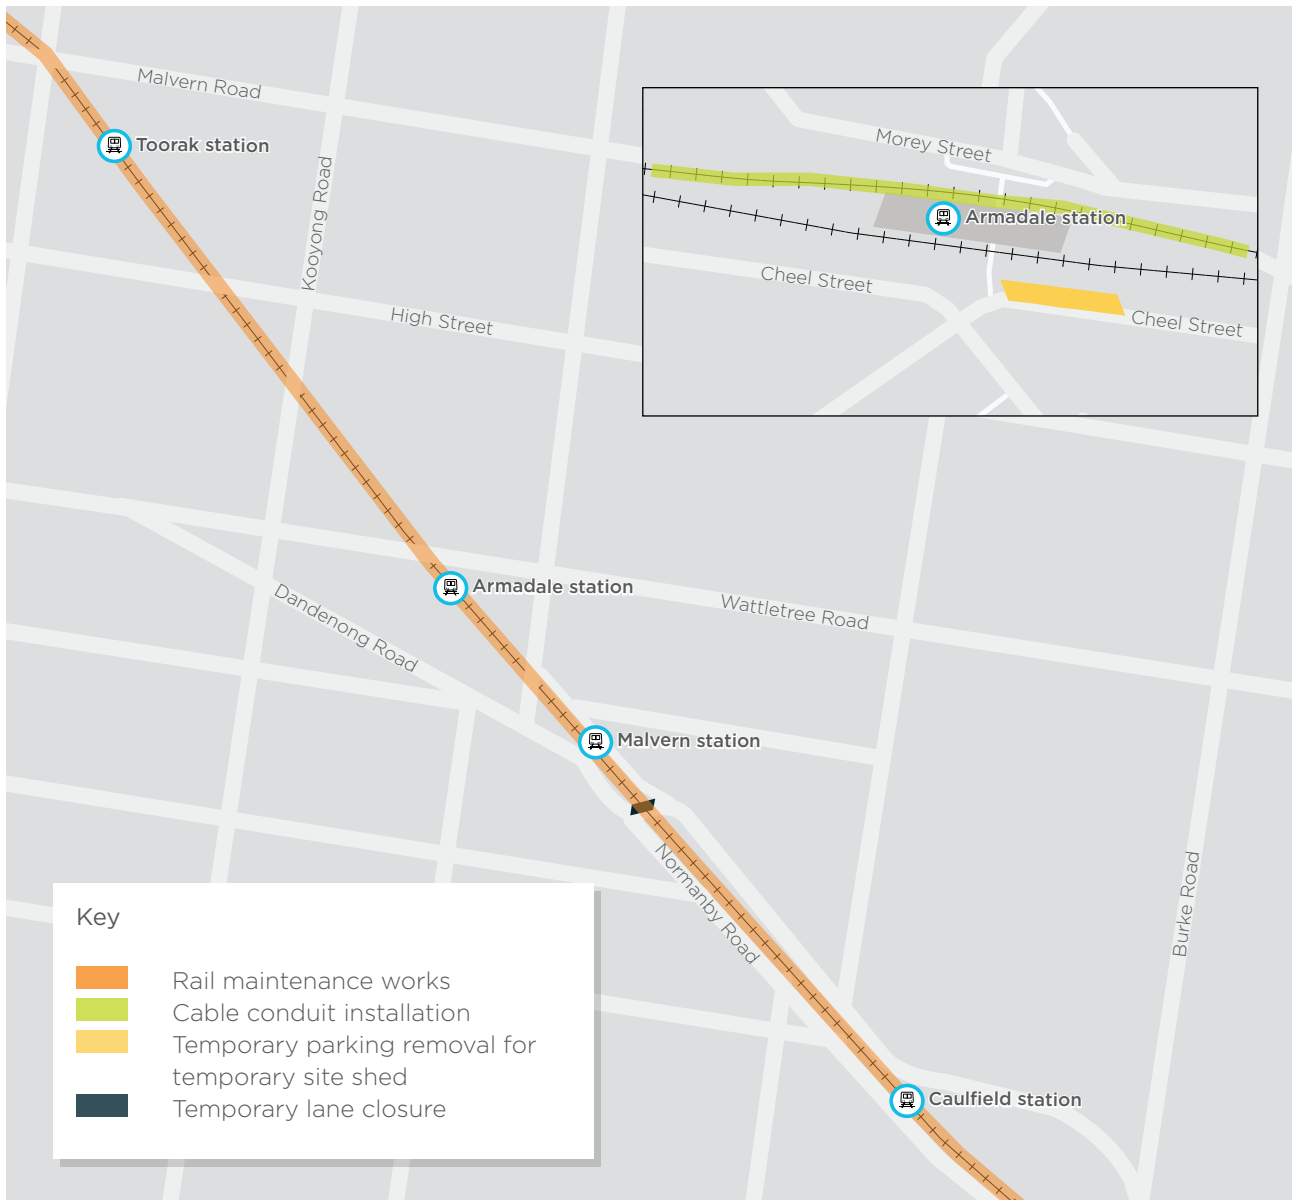 Malvern Road
Toorak station
Kooyong Road
High Street
Morey Street
Armadale station
Cheel Street
Cheel Street
Armadale station
Dandenong Road
Wattletree Road
Malvern station
Normanby Road
Burke Road
Caulfield station
Key
Rail maintenance works
Cable conduit installation
Temporary parking removal for
temporary site shed
Temporary lane closure